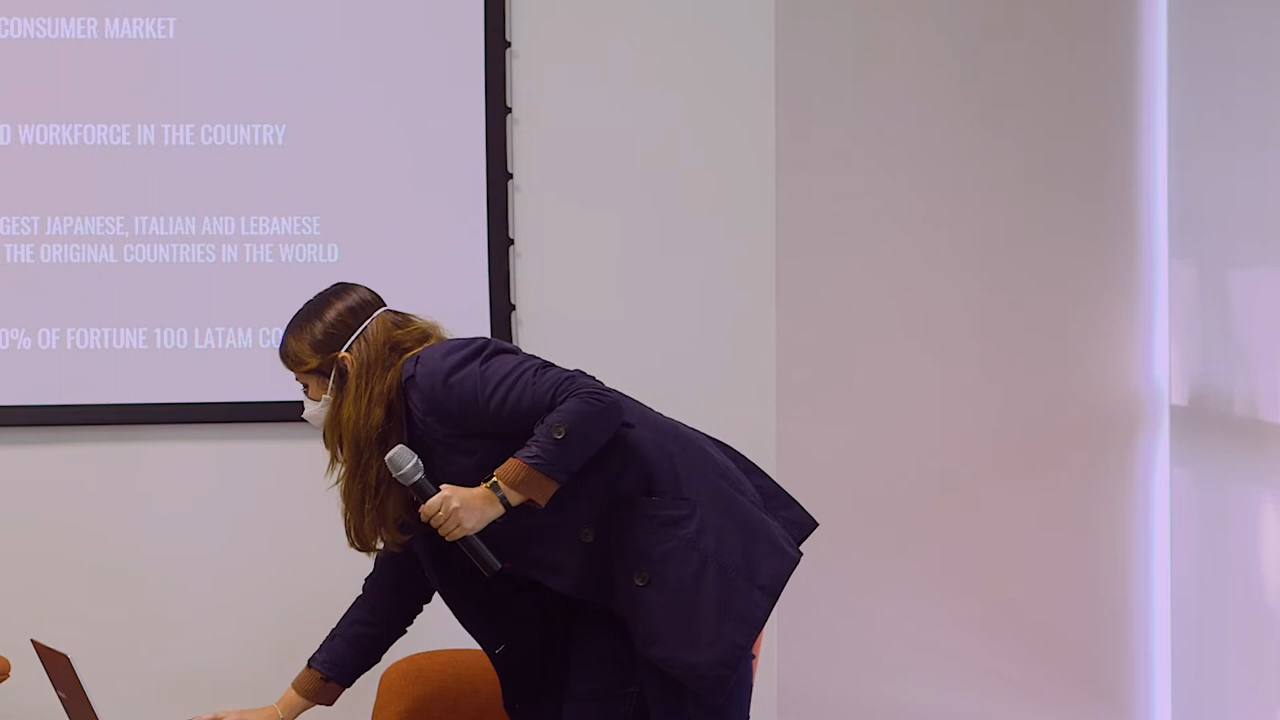 CONSUMER MARKET
D WORKFORCE IN THE COUNTRY
GEST JAPANESE, ITALIAN AND LEBANESE
THE ORIGINAL COUNTRIES IN THE WORLD
0% OF FORTUNE 100 LATAM CO